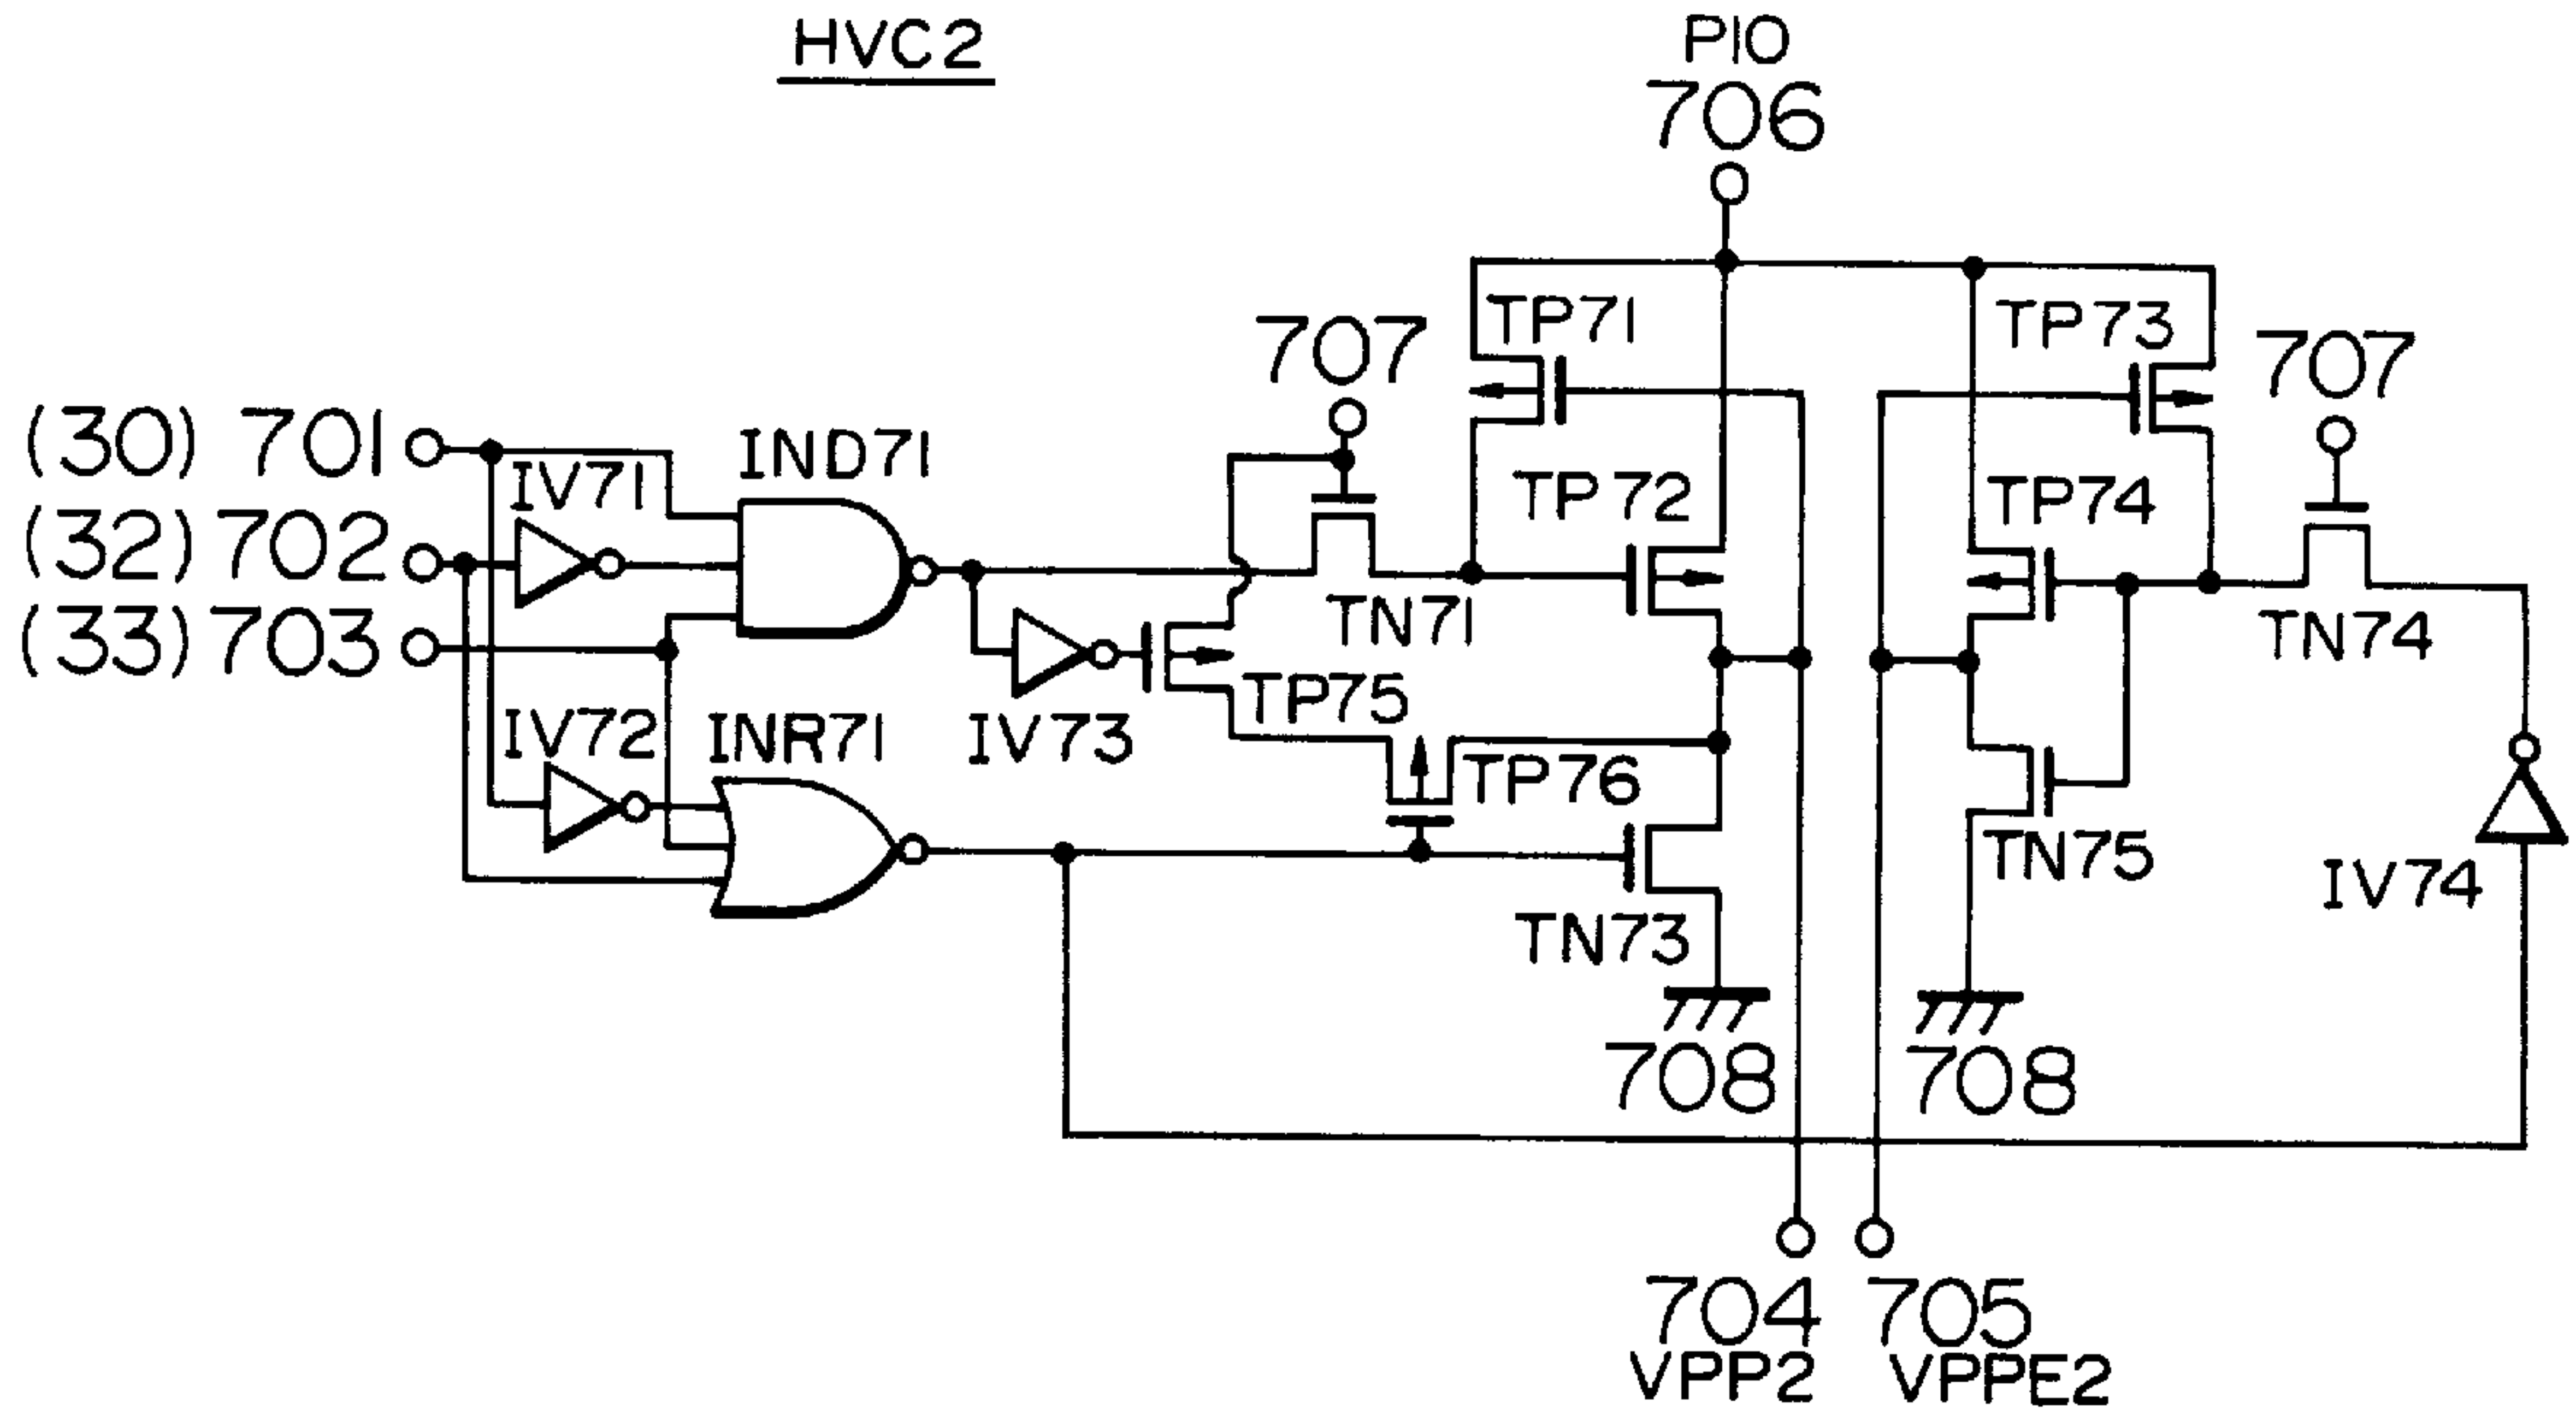 HVC2
PIO
706
TP71
TP73
707
707
(30) 701
IND71
IV71
TP72
TP74
(32) 702
TN71
TN74
(33) 703
IV72
INR71
IV73
TP75
TP76
TN75
IV74
TN73
708
708
704
705
VPP2
VPPE2